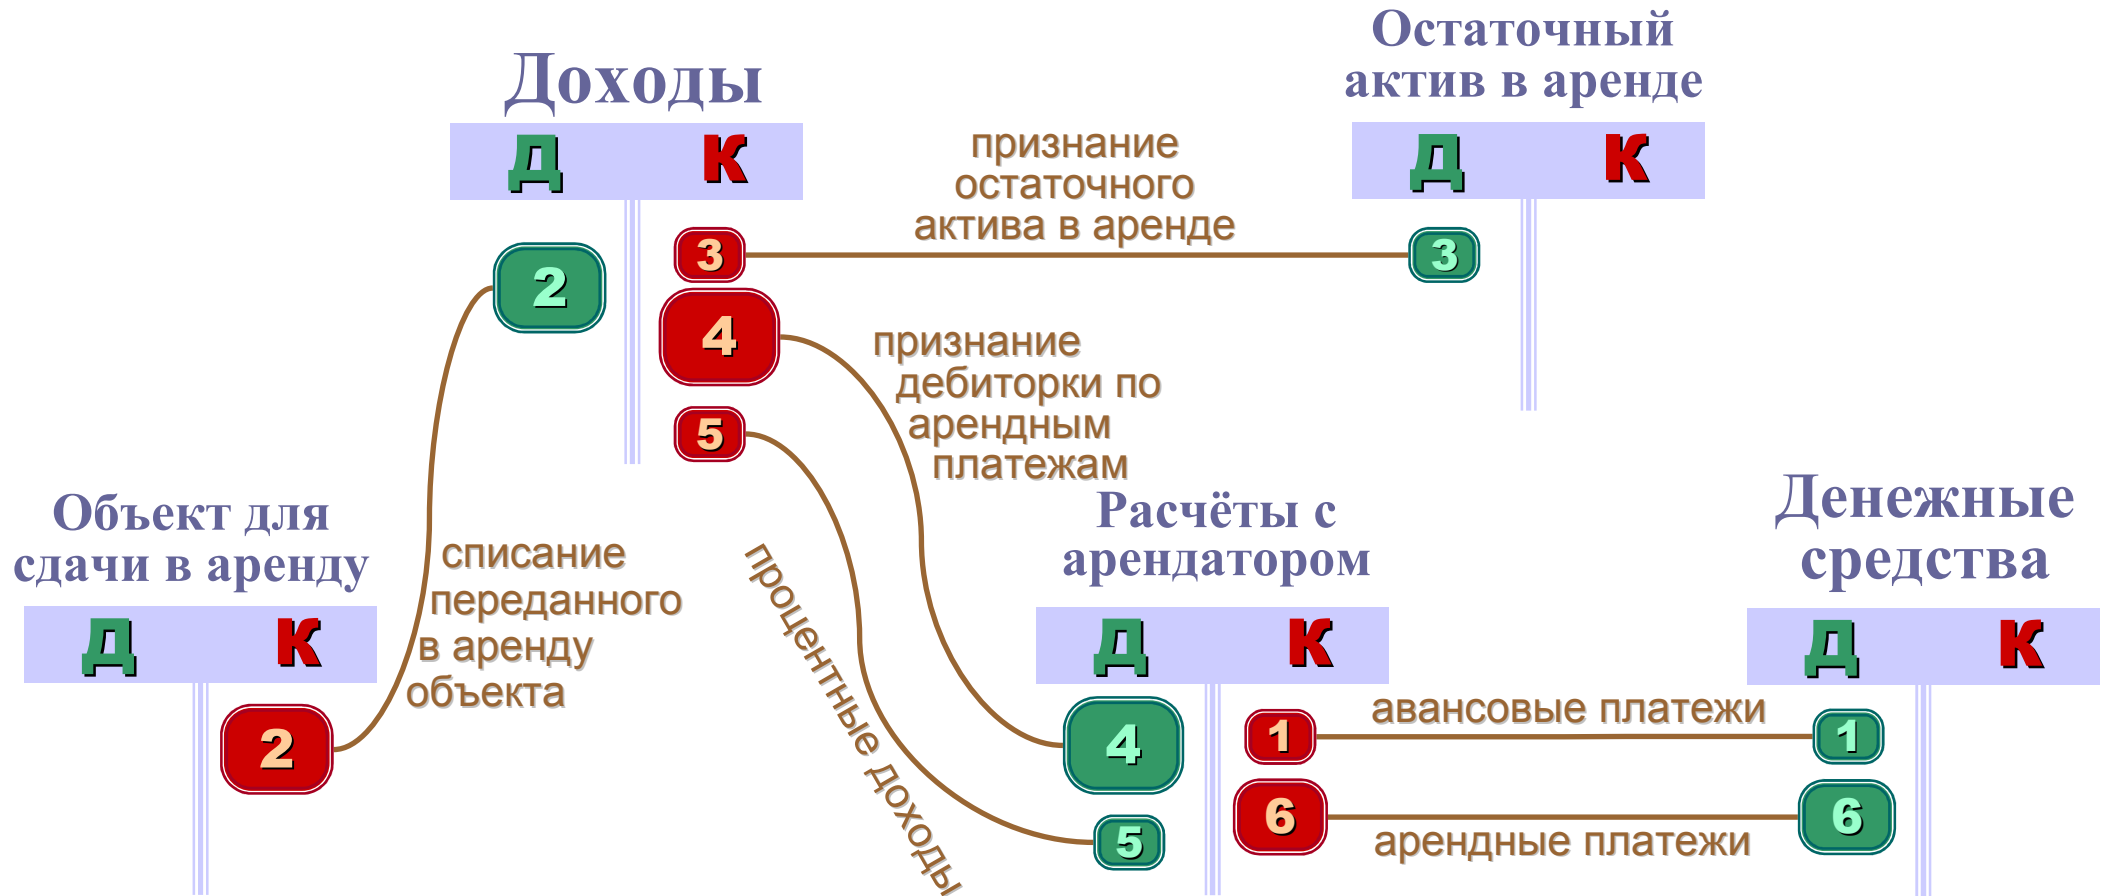 Доходы
Д К
2
3
4
5
признание
остаточного
актива в аренде
Остаточный
актив в аренде
Д К
3
признание
дебиторки по
арендным
платежам
Объект для
сдачи в аренду
Д К
2
списание
переданного
в аренду
объекта
процентные доходы
Расчёты с
арендатором
Д К
4
5
1
6
авансовые платежи
арендные платежи
Денежные
средства
Д К
1
6